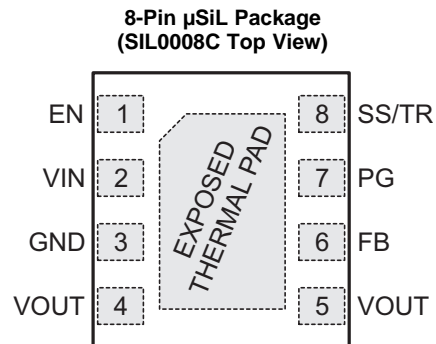 8-Pin µSiL Package
(SIL0008C Top View)
EN 1 8 SS/TR
VIN 2 7 PG
GND 3 6 FB
VOUT 4 5 VOUT
EXPOSED
THERMAL PAD